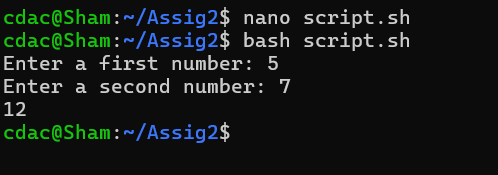 cdac@Sham:~/Assig2$ nano script.sh
cdac@Sham:~/Assig2$ bash script.sh
Enter a first number: 5
Enter a second number: 7
12
cdac@Sham:~/Assig2$